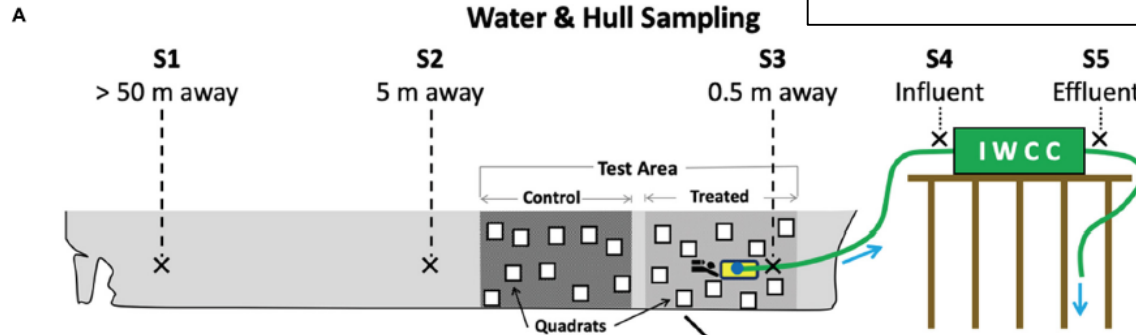 A
Water & Hull Sampling
S1
> 50 m away
S2
5 m away
S3
0.5 m away
S4
Influent
S5
Effluent
Test Area
Control
Treated
I W C C
Quadrats